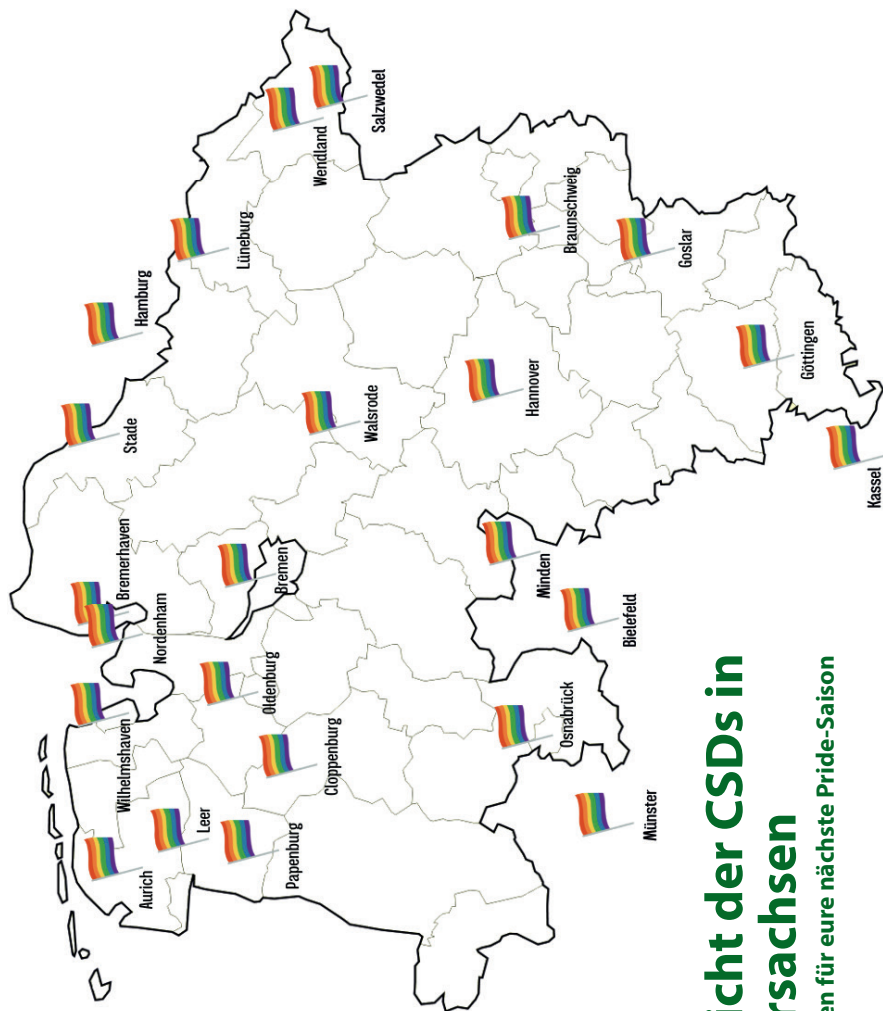 Hamburg
Stade
Bremerhaven
Nordenham
Wilhelmshaven
Aurich
Leer
Papenburg
Oldenburg
Cloppenburg
Bremen
Walsrode
Lüneburg
Wendland
Salzwedel
Braunschweig
Goslar
Hannover
Göttingen
Kassel
Minden
Bielefeld
Osnabrück
Münster
icht der CSDs in
rsachsen
en für eure nächste Pride-Saison